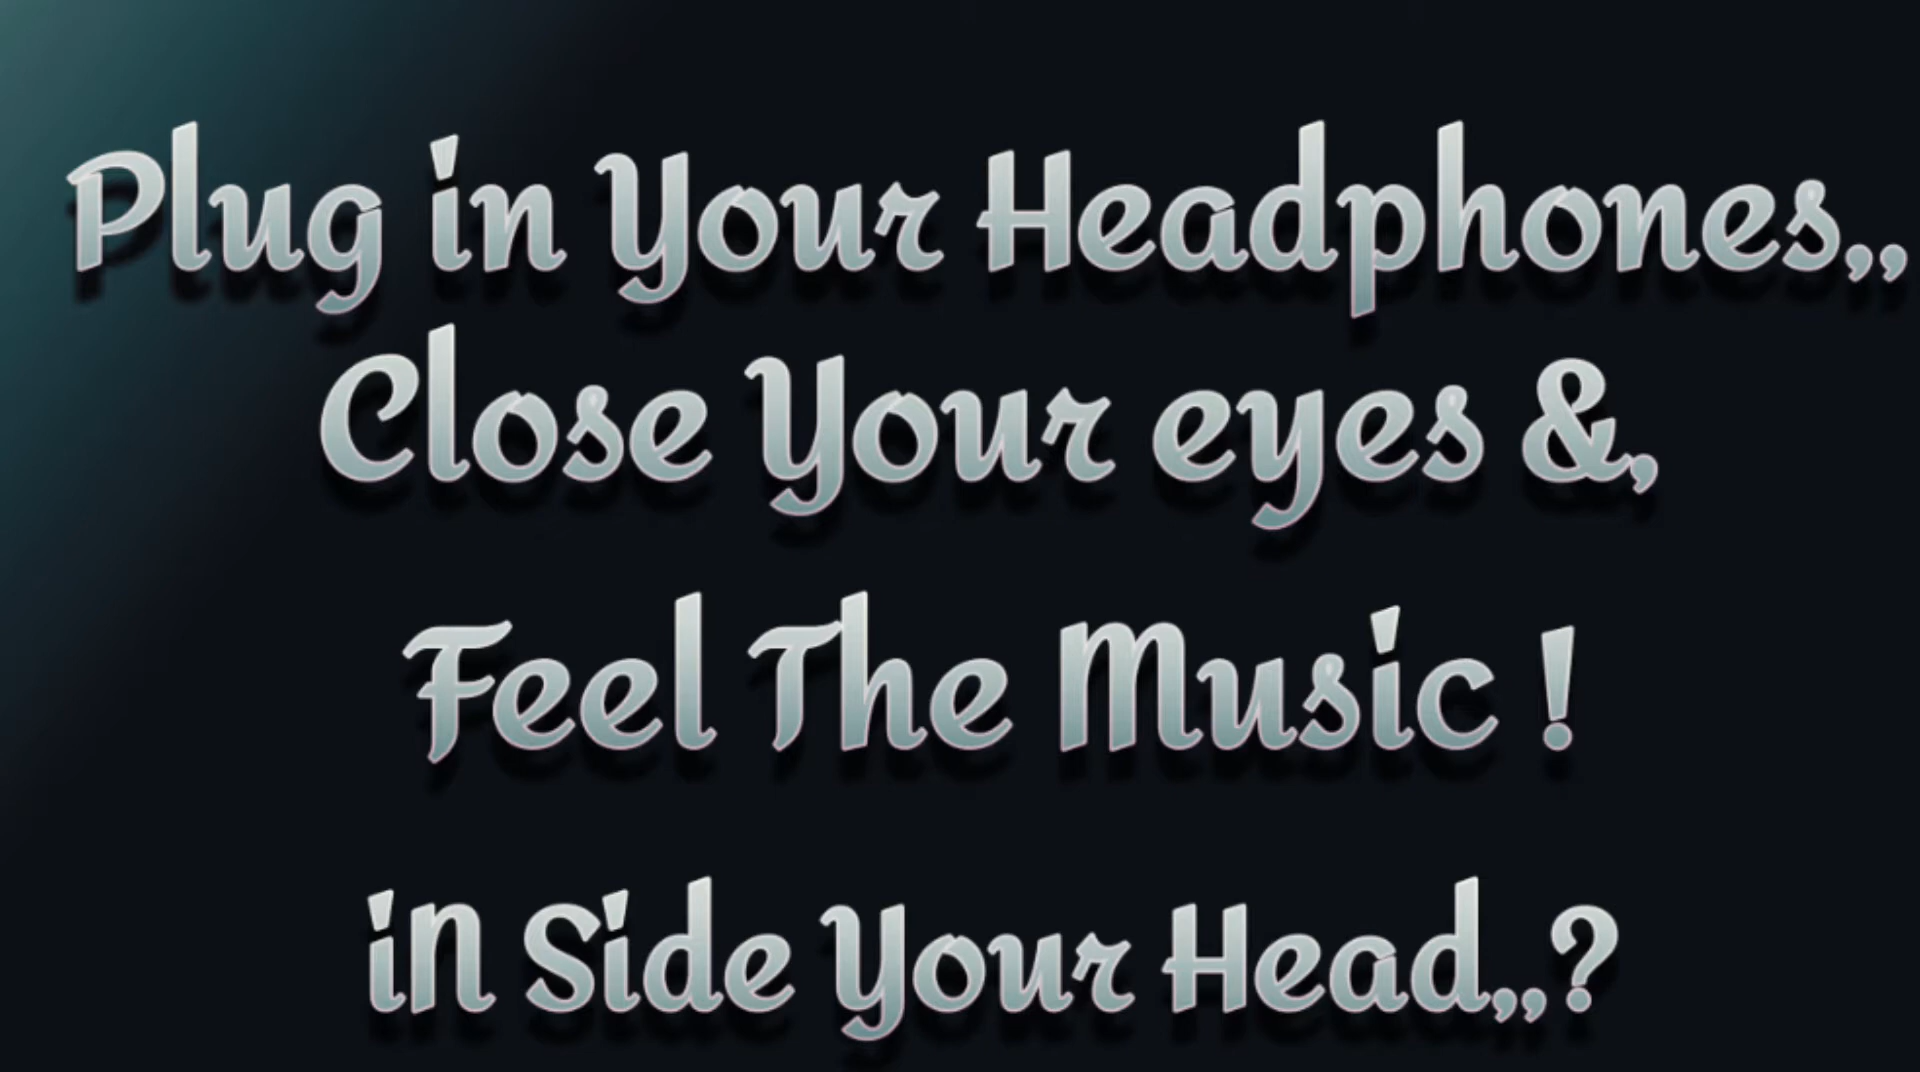 Plug in Your Headphones,,
Close Your eyes &,
Feel The Music !
in Side Your Head,,?